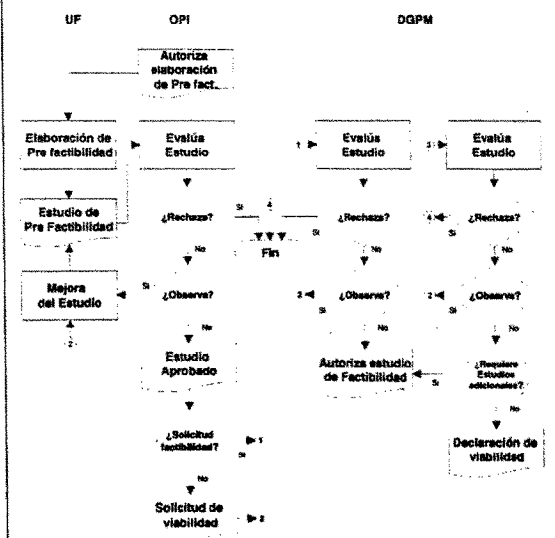 UF
OPI
DGPM
Autoriza
elaboración
de Pre fact.
Elaboración de
Pre factibilidad
Evalúa
Estudio
1
Evalúa
Estudio
3
Evalúa
Estudio
Estudio de
Pre Factibilidad
¿Rechaza?
Si
4
Si
¿Rechaza?
4
Si
¿Rechaza?
No
Fin
No
No
Mejora
del Estudio
Si
¿Observa?
2
Si
¿Observa?
2
Si
¿Observa?
2
No
No
No
Estudio
Aprobado
Autoriza estudio
de Factibilidad
Si
¿Requiere
Estudios
adicionales?
No
¿Solicitud
factibilidad?
Si
1
Declaración de
viabilidad
No
Solicitud de
viabilidad